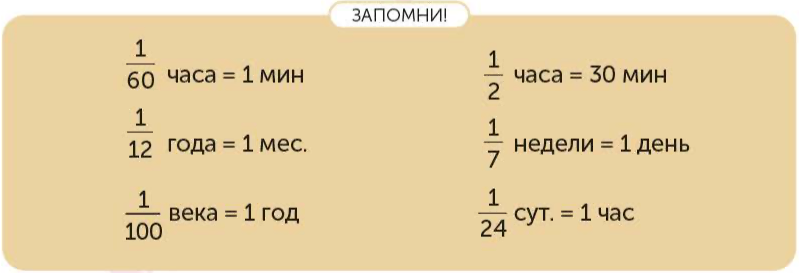 ЗАПОМНИ!
1/60 часа = 1 мин
1/12 года = 1 мес.
1/100 века = 1 год
1/2 часа = 30 мин
1/7 недели = 1 день
1/24 сут. = 1 час